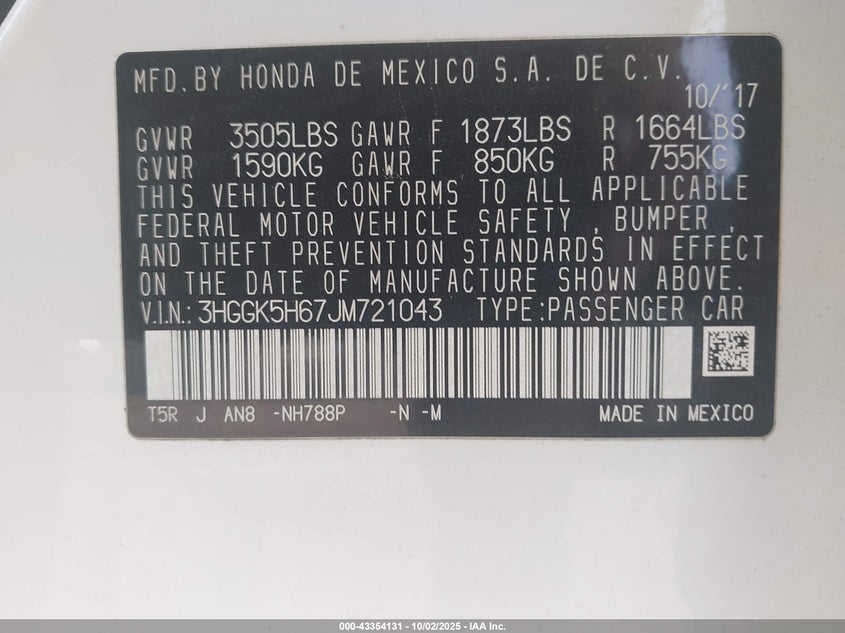 MFD. BY HONDA DE MEXICO S.A. DE C.V.
10/'17
GVWR 3505LBS GAWR F 1873LBS R 1664LBS
GVWR 1590KG GAWR F 850KG R 755KG
THIS VEHICLE CONFORMS TO ALL APPLICABLE
FEDERAL MOTOR VEHICLE SAFETY , BUMPER ,
AND THEFT PREVENTION STANDARDS IN EFFECT
ON THE DATE OF MANUFACTURE SHOWN ABOVE.
V.I.N.: 3HGGK5H67JM721043 TYPE:PASSENGER CAR
T5R J AN8 -NH788P -N -M MADE IN MEXICO
000-43354131 | 10/02/2025 | IAA Inc.